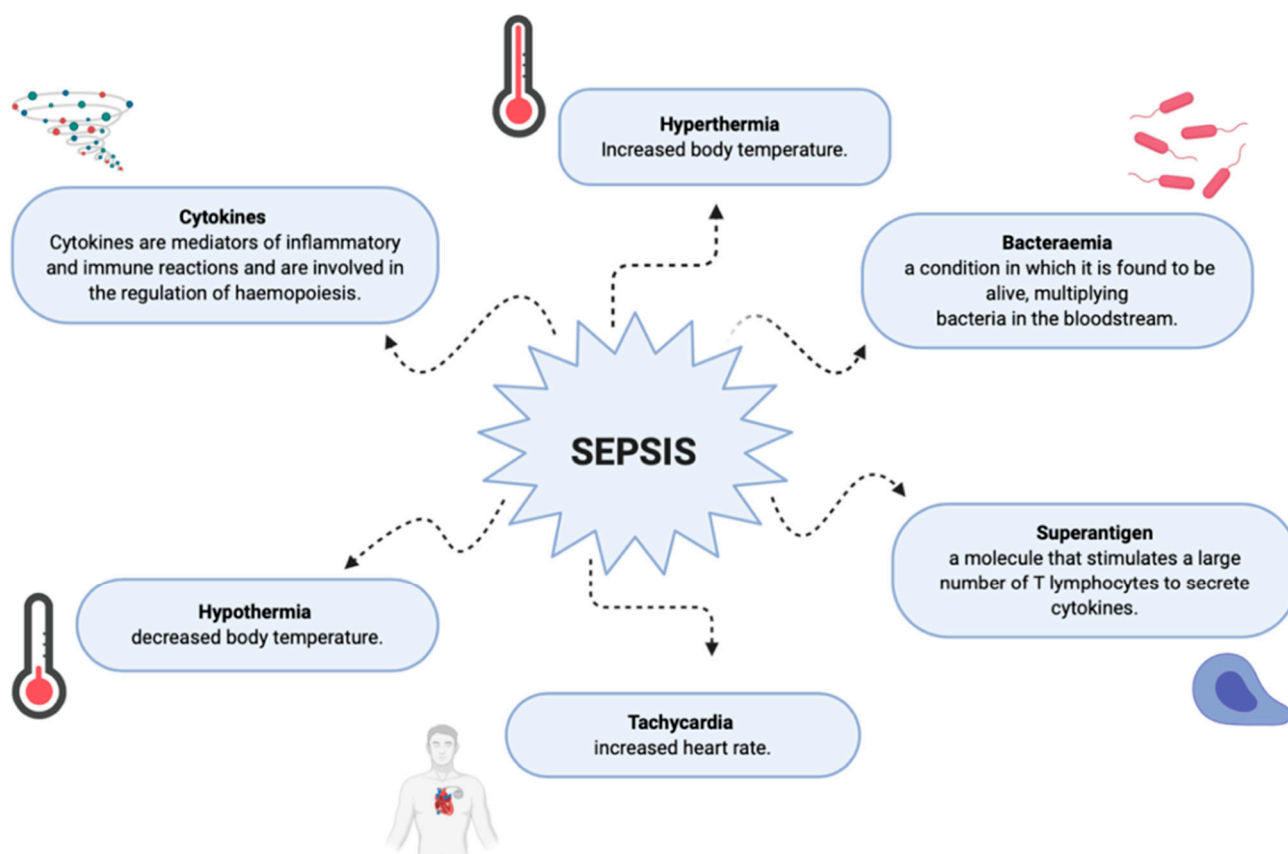 Hyperthermia
Increased body temperature.
Cytokines
Cytokines are mediators of inflammatory
and immune reactions and are involved in
the regulation of haemopoiesis.
Bacteraemia
a condition in which it is found to be
alive, multiplying
bacteria in the bloodstream.
SEPSIS
Superantigen
a molecule that stimulates a large
number of T lymphocytes to secrete
cytokines.
Hypothermia
decreased body temperature.
Tachycardia
increased heart rate.